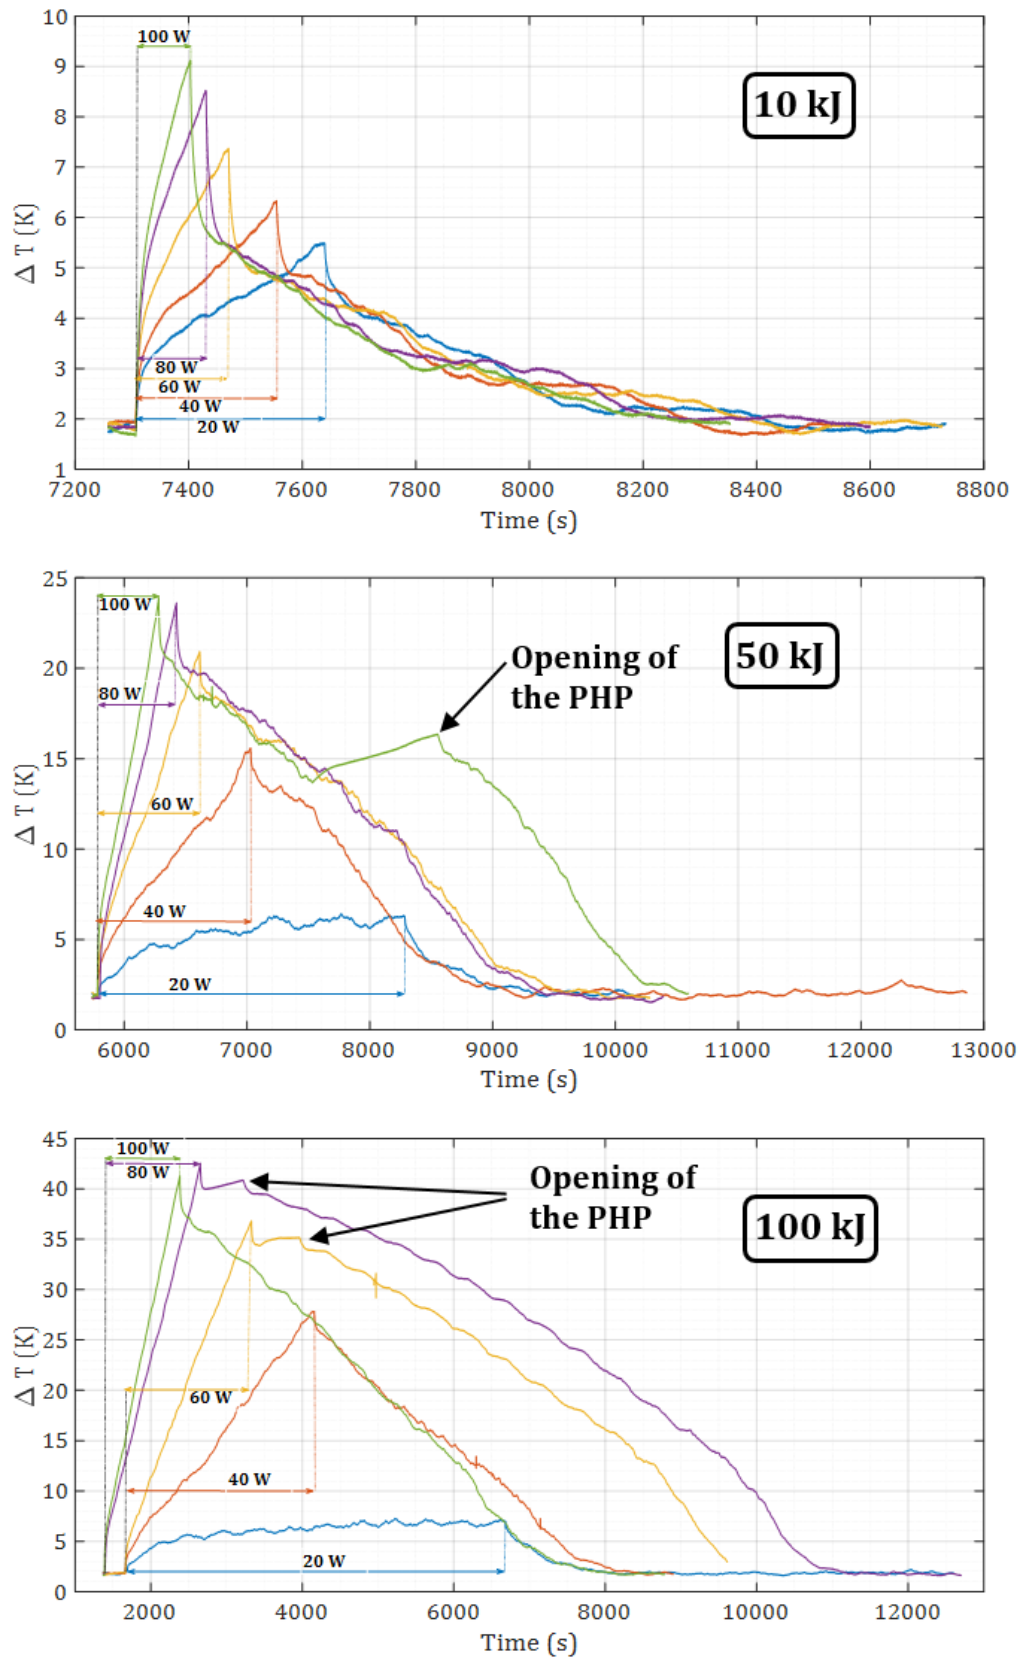 10
9
8
7
6
5
4
3
2
1
Δ T (K)
100 W
10 kJ
80 W
60 W
40 W
20 W
7200 7400 7600 7800 8000 8200 8400 8600 8800
Time (s)
25
20
15
10
5
0
Δ T (K)
100 W
80 W
60 W
40 W
20 W
Opening of
the PHP
50 kJ
6000 7000 8000 9000 10000 11000 12000 13000
Time (s)
45
40
35
30
25
20
15
10
5
0
Δ T (K)
100 W
80 W
60 W
40 W
20 W
Opening of
the PHP
100 kJ
2000 4000 6000 8000 10000 12000
Time (s)